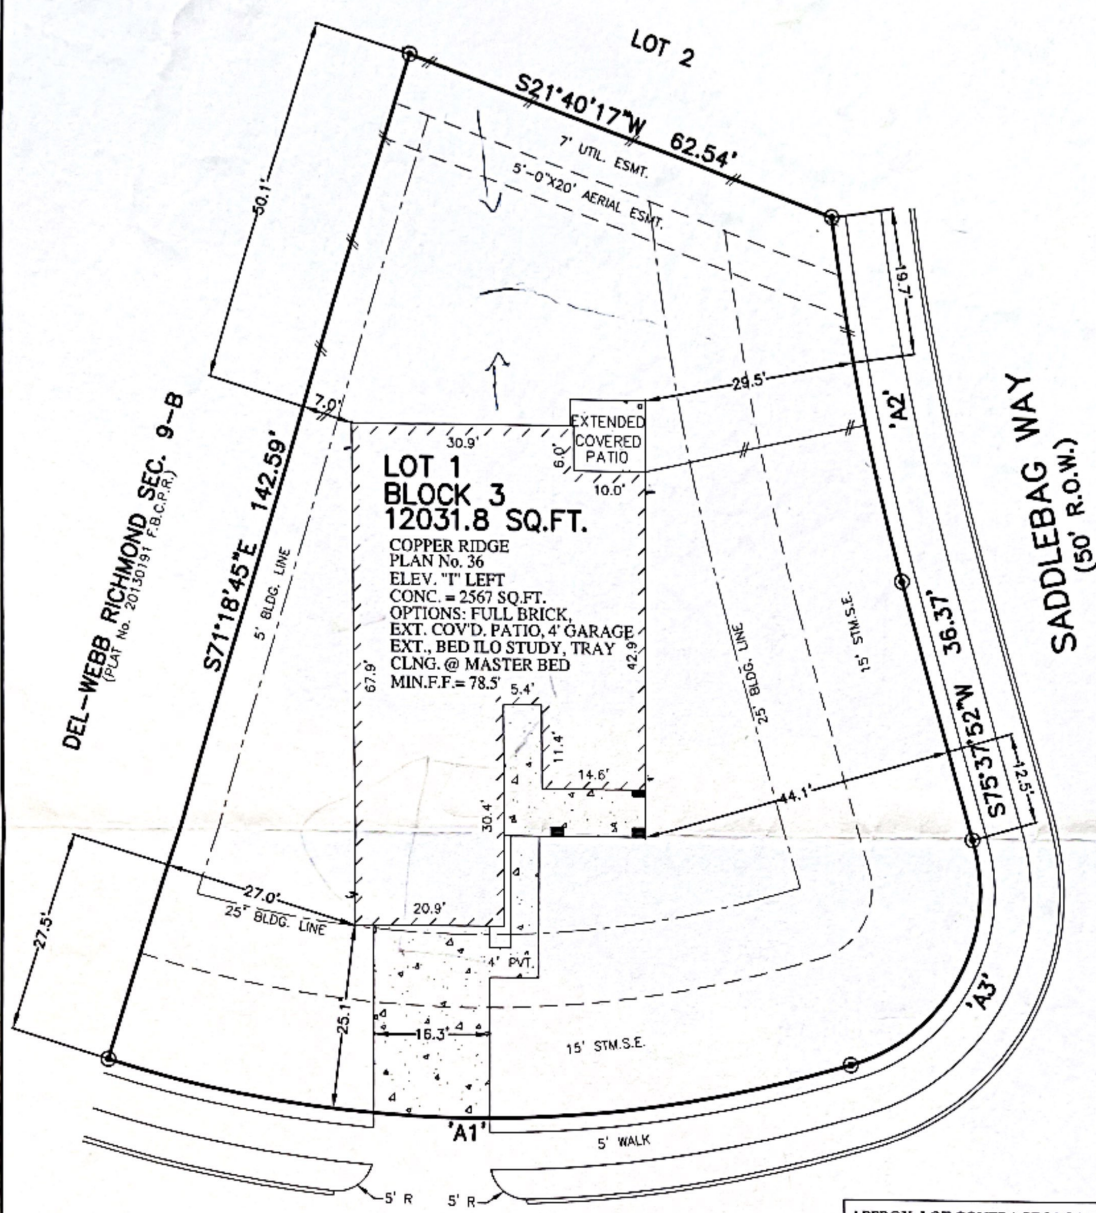 LOT 2
S21°40'17"W 62.54'
7' UTIL. ESMT.
5'-0"X20' AERIAL ESMT.
50.1'
19.7'
29.5'
'A2'
7.0'
30.9'
EXTENDED
COVERED
PATIO
6.0'
10.0'
LOT 1
BLOCK 3
12031.8 SQ.FT.
COPPER RIDGE
PLAN No. 36
ELEV. "I" LEFT
CONC. = 2567 SQ.FT.
OPTIONS: FULL BRICK,
EXT. COV'D. PATIO, 4' GARAGE
EXT., BED ILO STUDY, TRAY
CLNG. @ MASTER BED
MIN.F.F.= 78.5'
DEL-WEBB RICHMOND SEC. 9-B
(PLAT No. 20130191 F.B.C.P.R.)
S71°18'45"E 142.59'
5' BLDG. LINE
67.9'
42.9'
5.4'
11.4'
14.6'
30.4'
20.9'
25' BLDG. LINE
15' STM.S.E.
SADDLEBAG WAY
(50' R.O.W.)
S75°37'52"W 36.37'
12.5'
44.1'
27.0'
25' BLDG. LINE
27.5'
25.1'
4' PVT.
16.3'
15' STM.S.E.
'A3'
'A1'
5' WALK
5' R
5' R